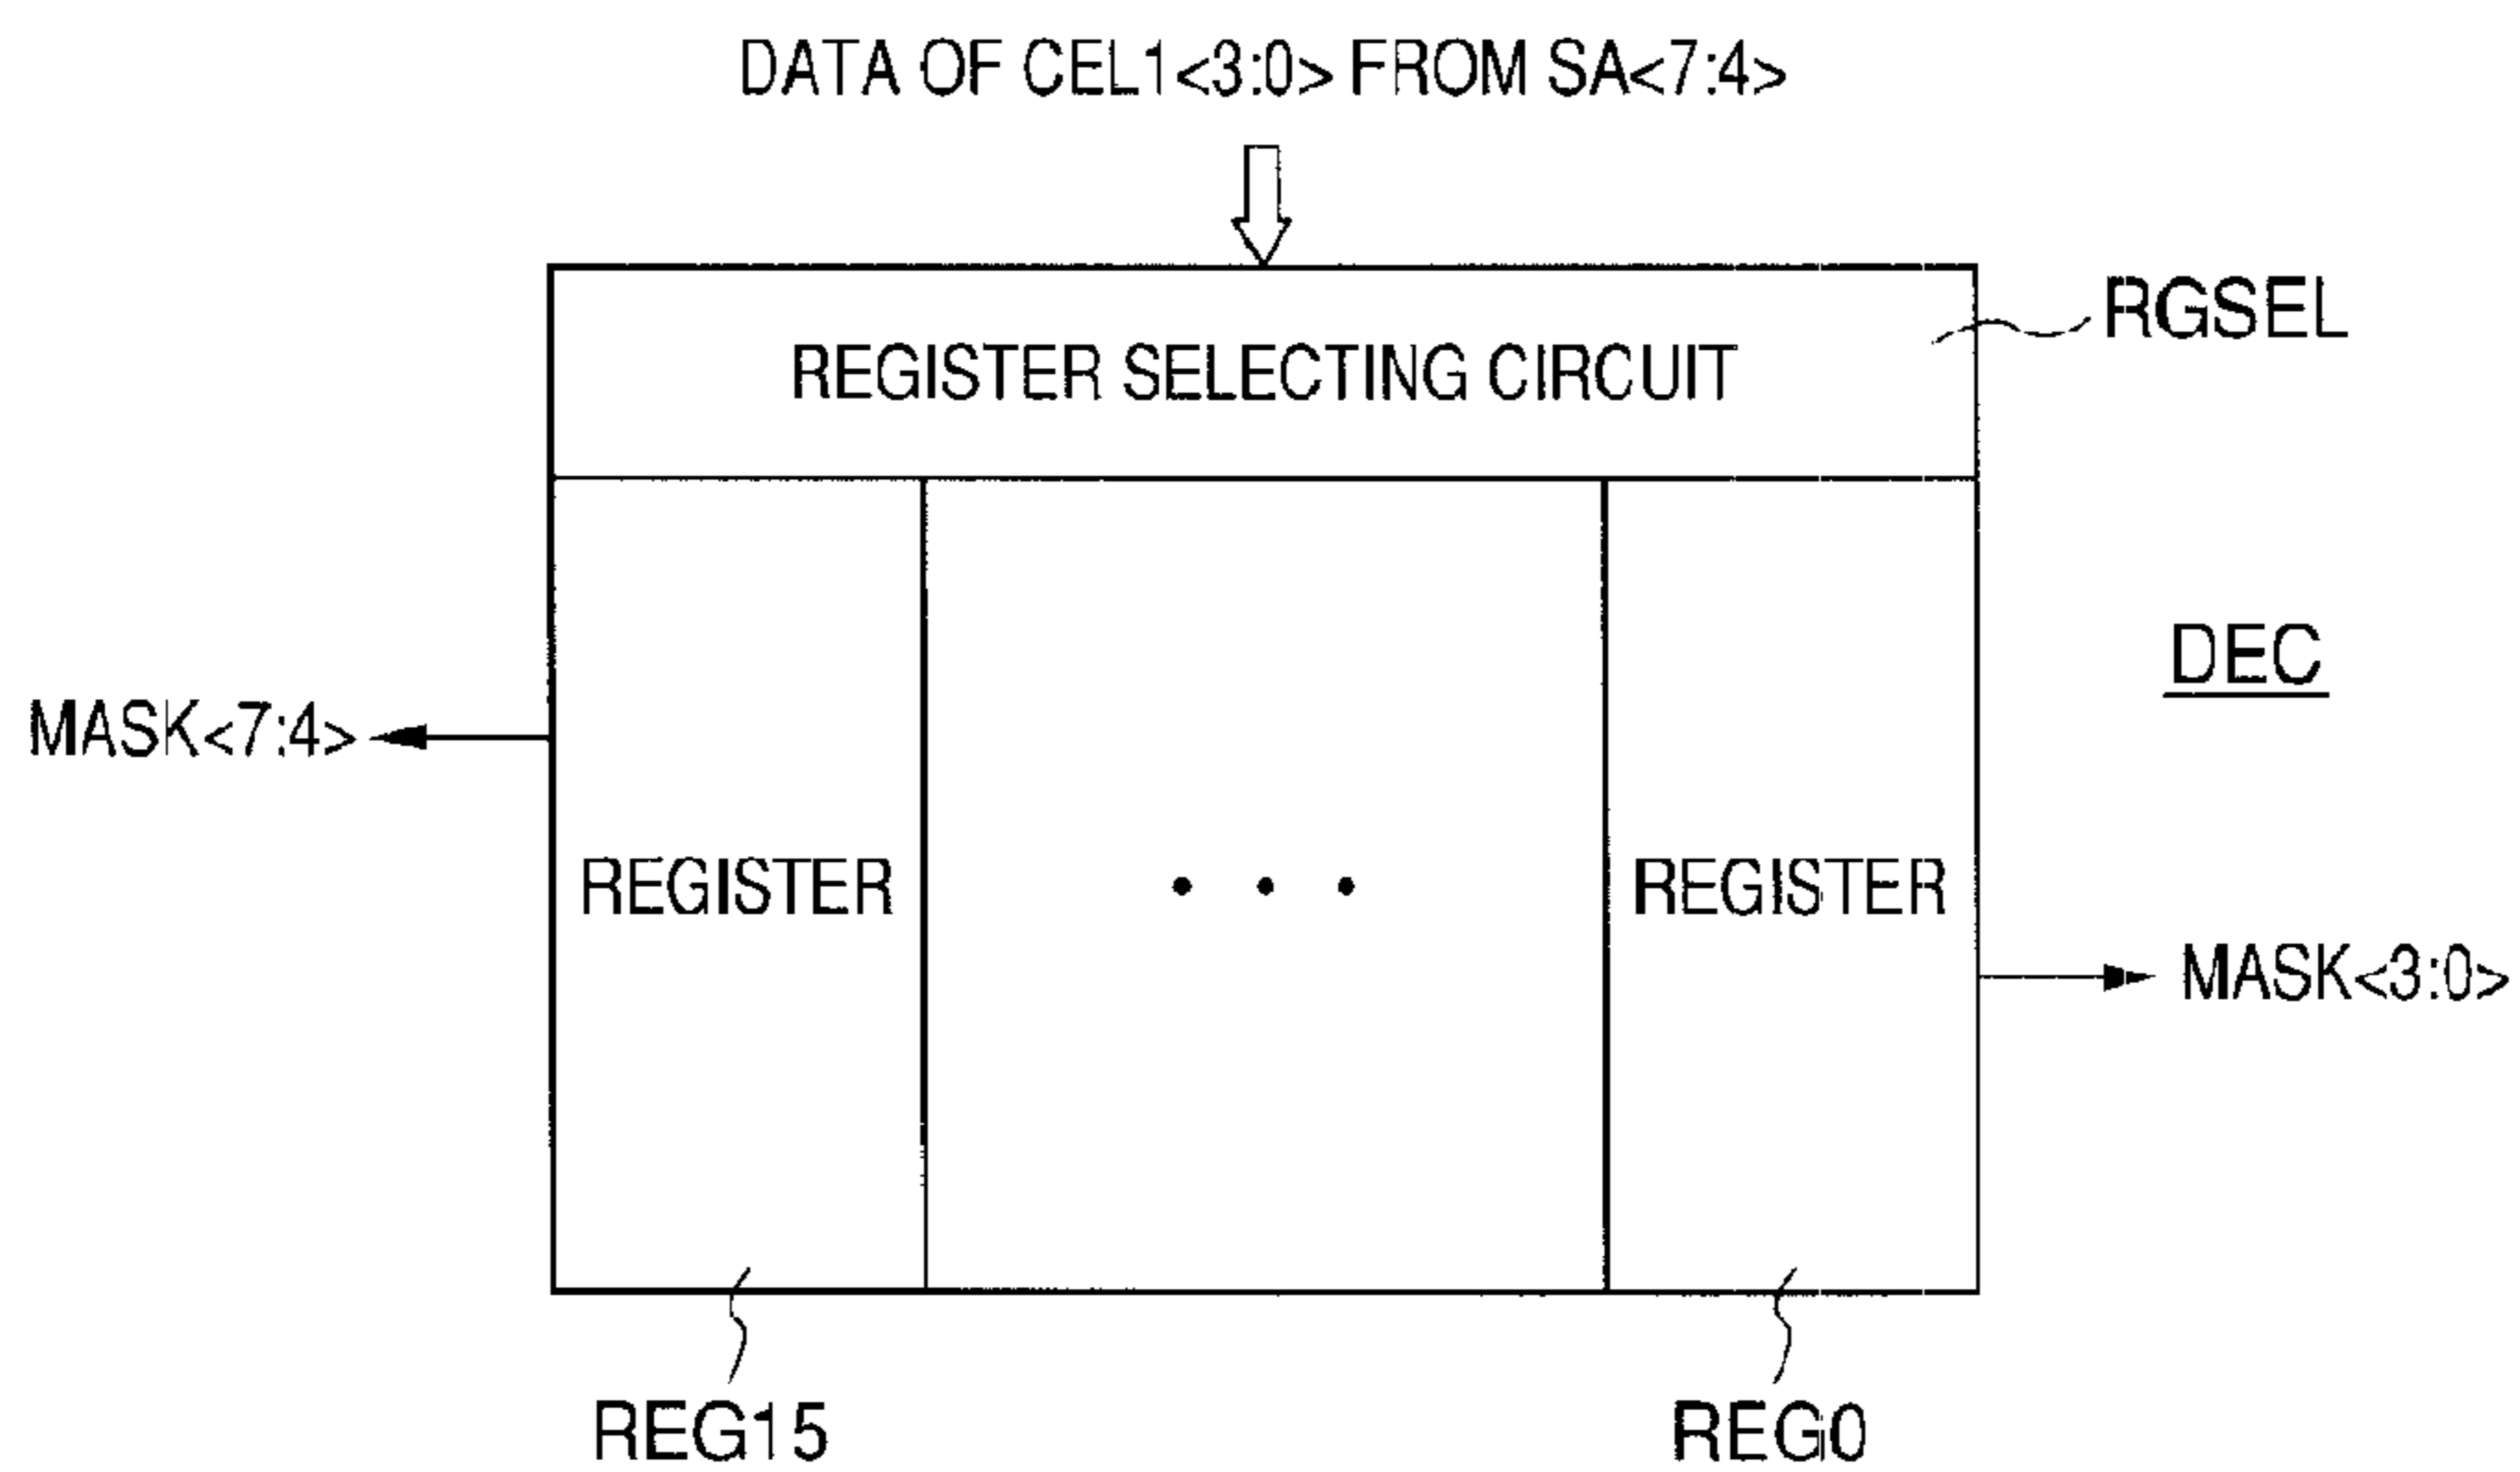 DATA OF CEL1<3:0> FROM SA<7:4>
RGSEL
REGISTER SELECTING CIRCUIT
DEC
MASK<7:4>
REGISTER
• • •
REGISTER
MASK<3:0>
REG15
REG0